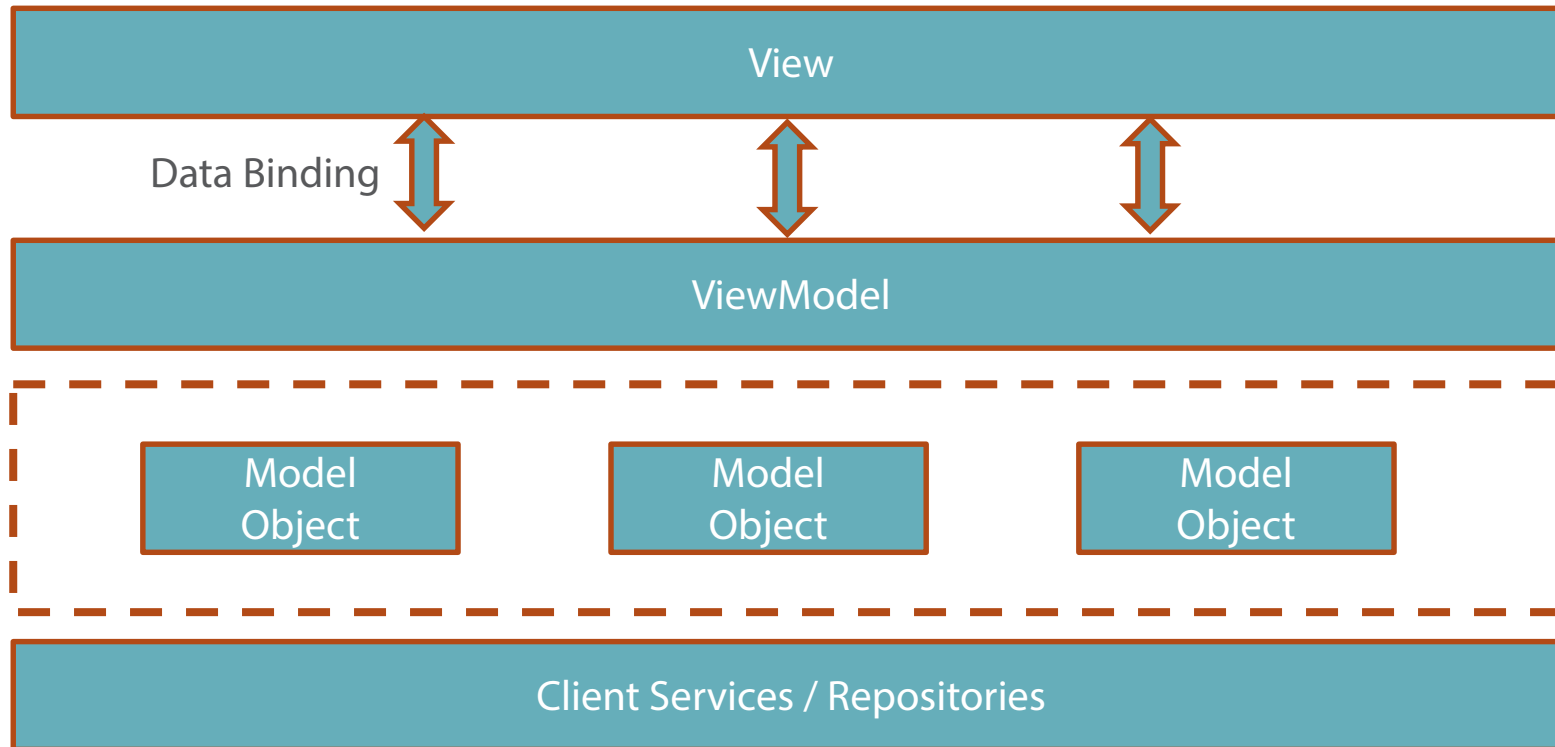 View
Data Binding
ViewModel
Model
Object
Model
Object
Model
Object
Client Services / Repositories